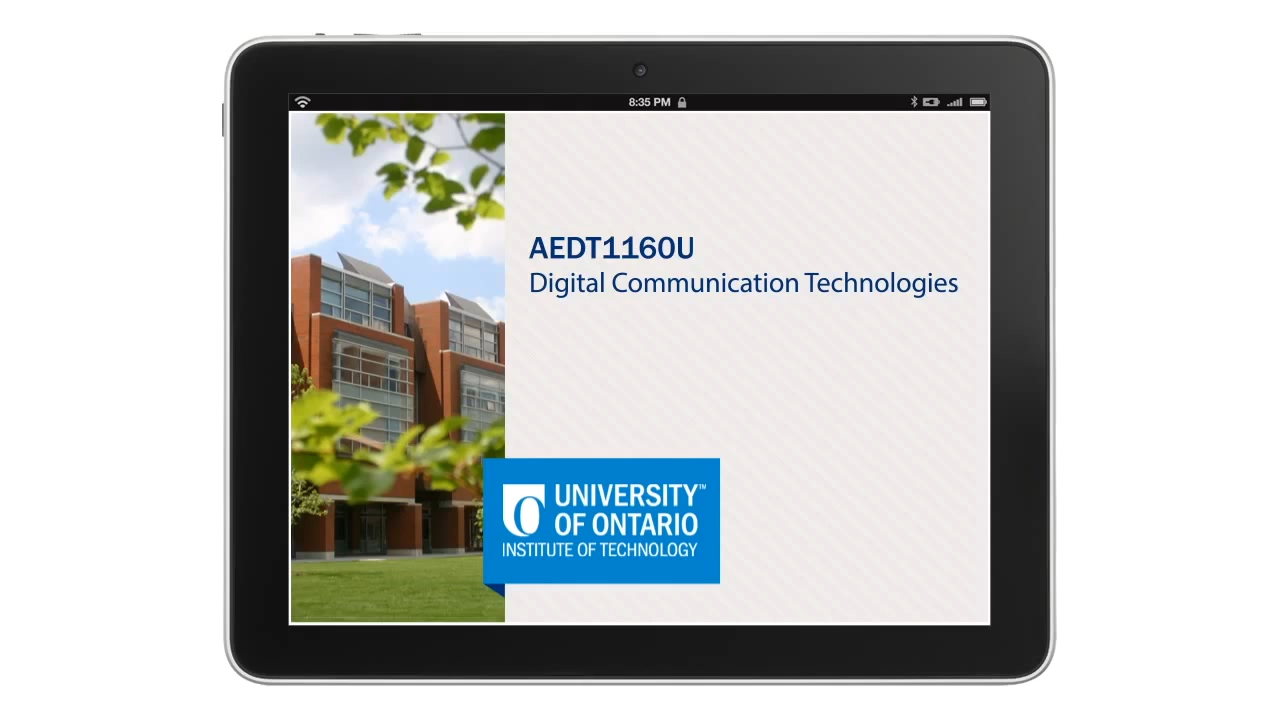 8:35 PM
AEDT1160U
Digital Communication Technologies
UNIVERSITY™
OF ONTARIO
INSTITUTE OF TECHNOLOGY